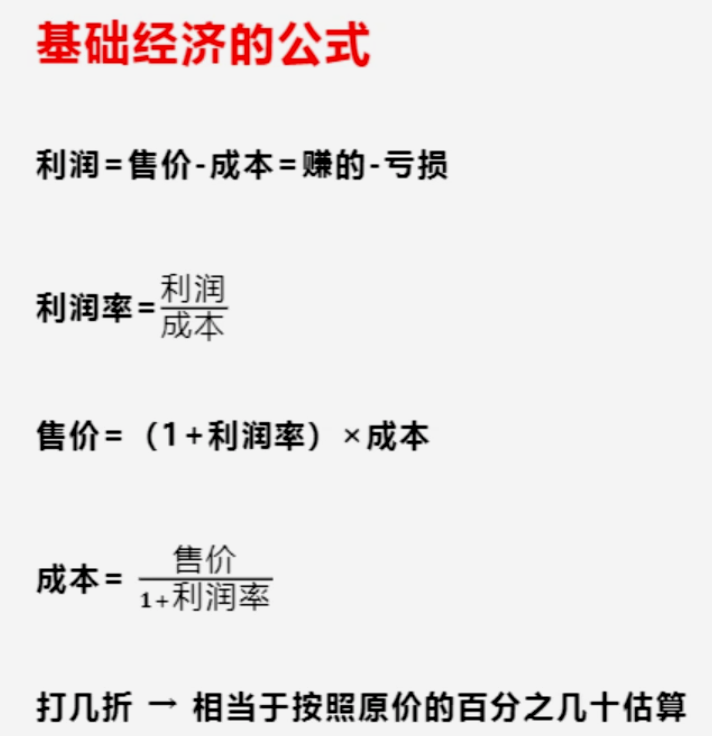 基础经济的公式
利润=售价-成本=赚的-亏损
利润率=利润/成本
售价=（1+利润率）×成本
成本= 售价/1+利润率
打几折 → 相当于按照原价的百分之几十估算